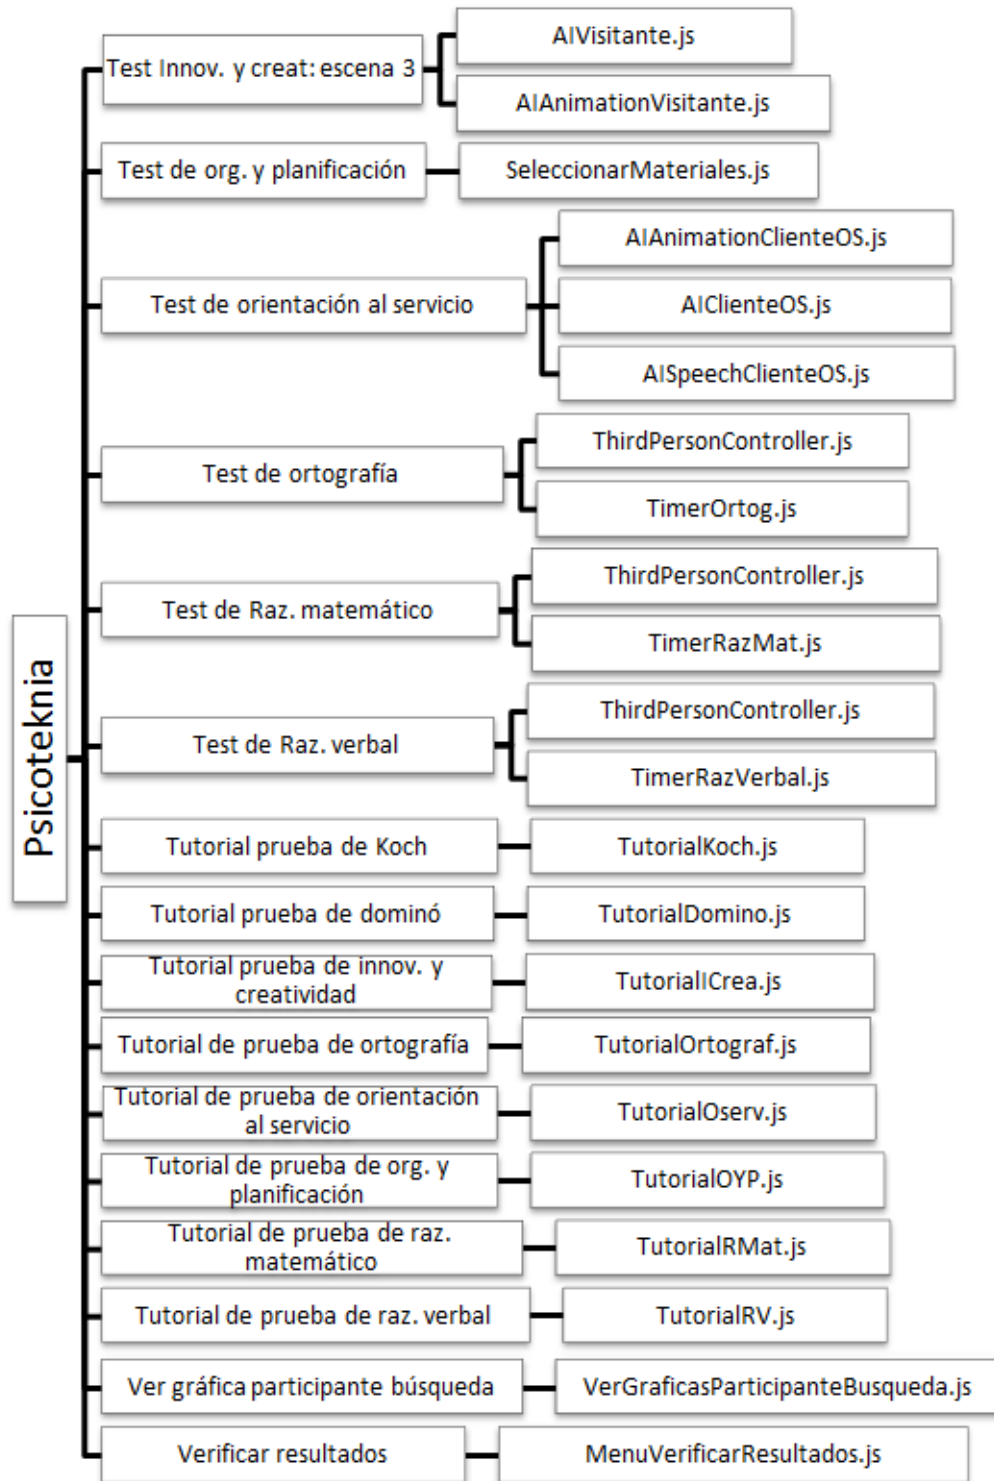 Psicoteknia
Test Innov. y creat: escena 3
AIVisitante.js
AIAnimationVisitante.js
Test de org. y planificación
SeleccionarMateriales.js
Test de orientación al servicio
AIAnimationClienteOS.js
AIClienteOS.js
AISpeechClienteOS.js
Test de ortografía
ThirdPersonController.js
TimerOrtog.js
Test de Raz. matemático
ThirdPersonController.js
TimerRazMat.js
Test de Raz. verbal
ThirdPersonController.js
TimerRazVerbal.js
Tutorial prueba de Koch
TutorialKoch.js
Tutorial prueba de dominó
TutorialDomino.js
Tutorial prueba de innov. y
creatividad
TutorialICrea.js
Tutorial de prueba de ortografía
TutorialOrtograf.js
Tutorial de prueba de orientación
al servicio
TutorialOserv.js
Tutorial de prueba de org. y
planificación
TutorialOYP.js
Tutorial de prueba de raz.
matemático
TutorialRMat.js
Tutorial de prueba de raz. verbal
TutorialRV.js
Ver gráfica participante búsqueda
VerGraficasParticipanteBusqueda.js
Verificar resultados
MenuVerificarResultados.js